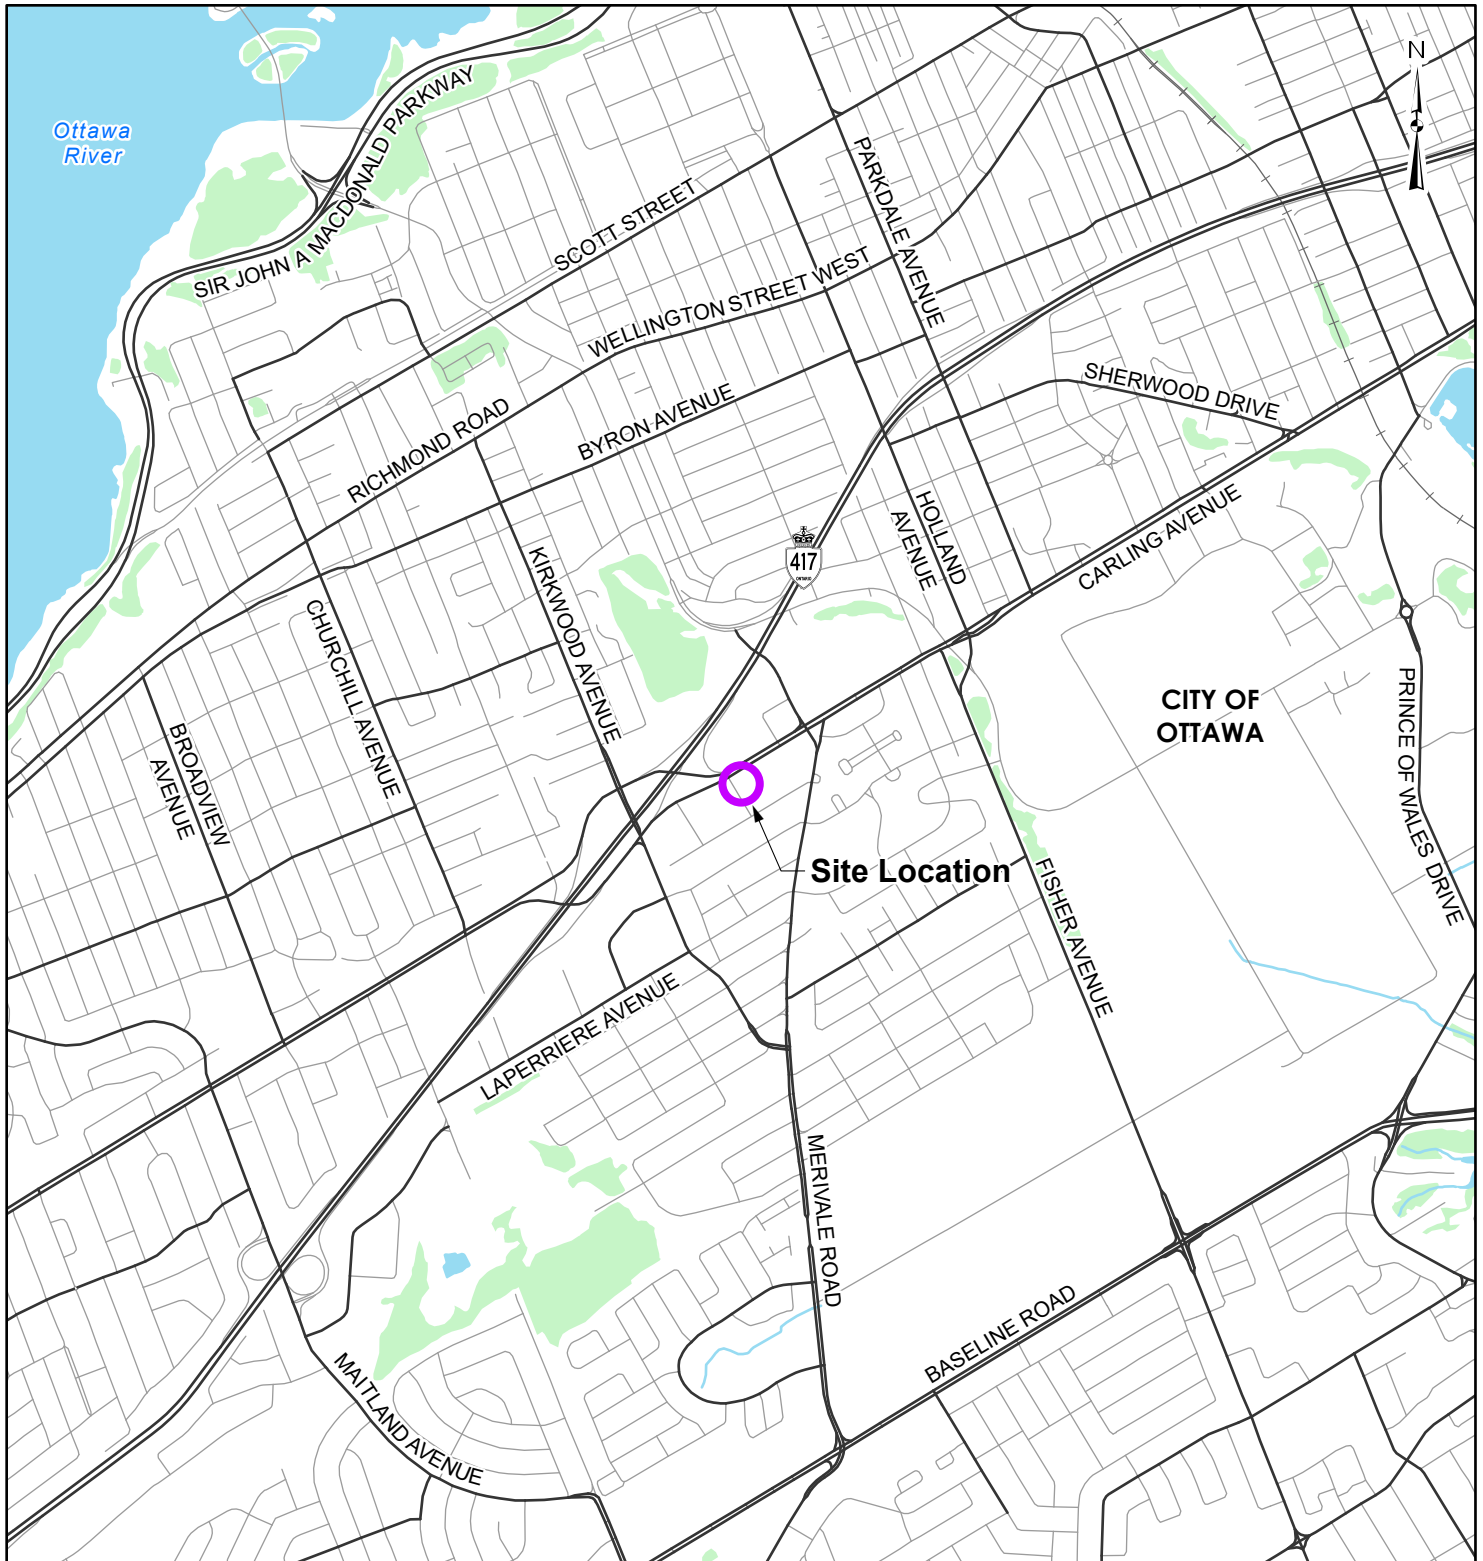 N
Ottawa
River
SIR JOHN A MACDONALD PARKWAY
SCOTT STREET
PARKDALE AVENUE
WELLINGTON STREET WEST
SHERWOOD DRIVE
BYRON AVENUE
RICHMOND ROAD
HOLLAND
AVENUE
CARLING AVENUE
417
ONTARIO
KIRKWOOD AVENUE
CHURCHILL AVENUE
BROADVIEW
AVENUE
CITY OF
OTTAWA
PRINCE OF WALES DRIVE
Site Location
FISHER AVENUE
LAPERRIERE AVENUE
MERIVALE ROAD
BASELINE ROAD
MAITLAND AVENUE